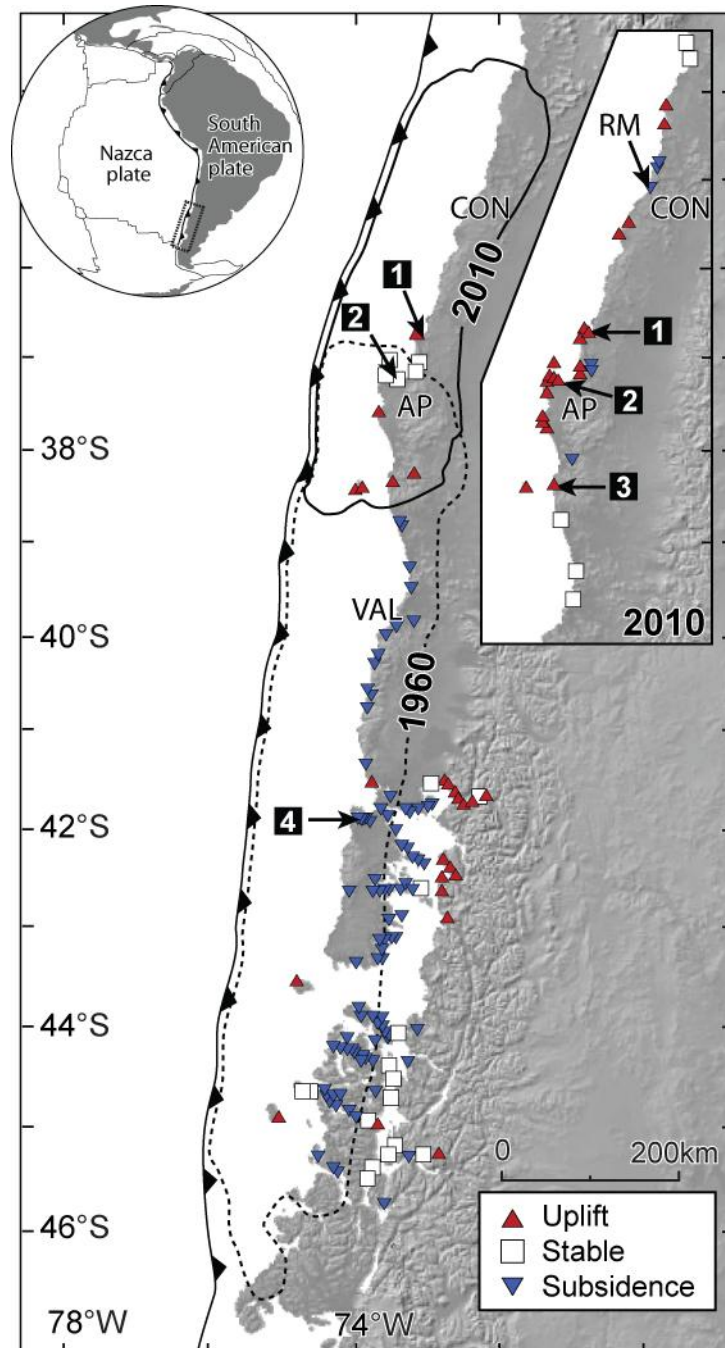 Nazca
plate
South
American
plate
RM
CON
CON
2010
1
2
AP
1
2
AP
3
38°S
VAL
2010
40°S
1960
4
42°S
44°S
0 200km
46°S
Uplift
Stable
Subsidence
78°W 74°W